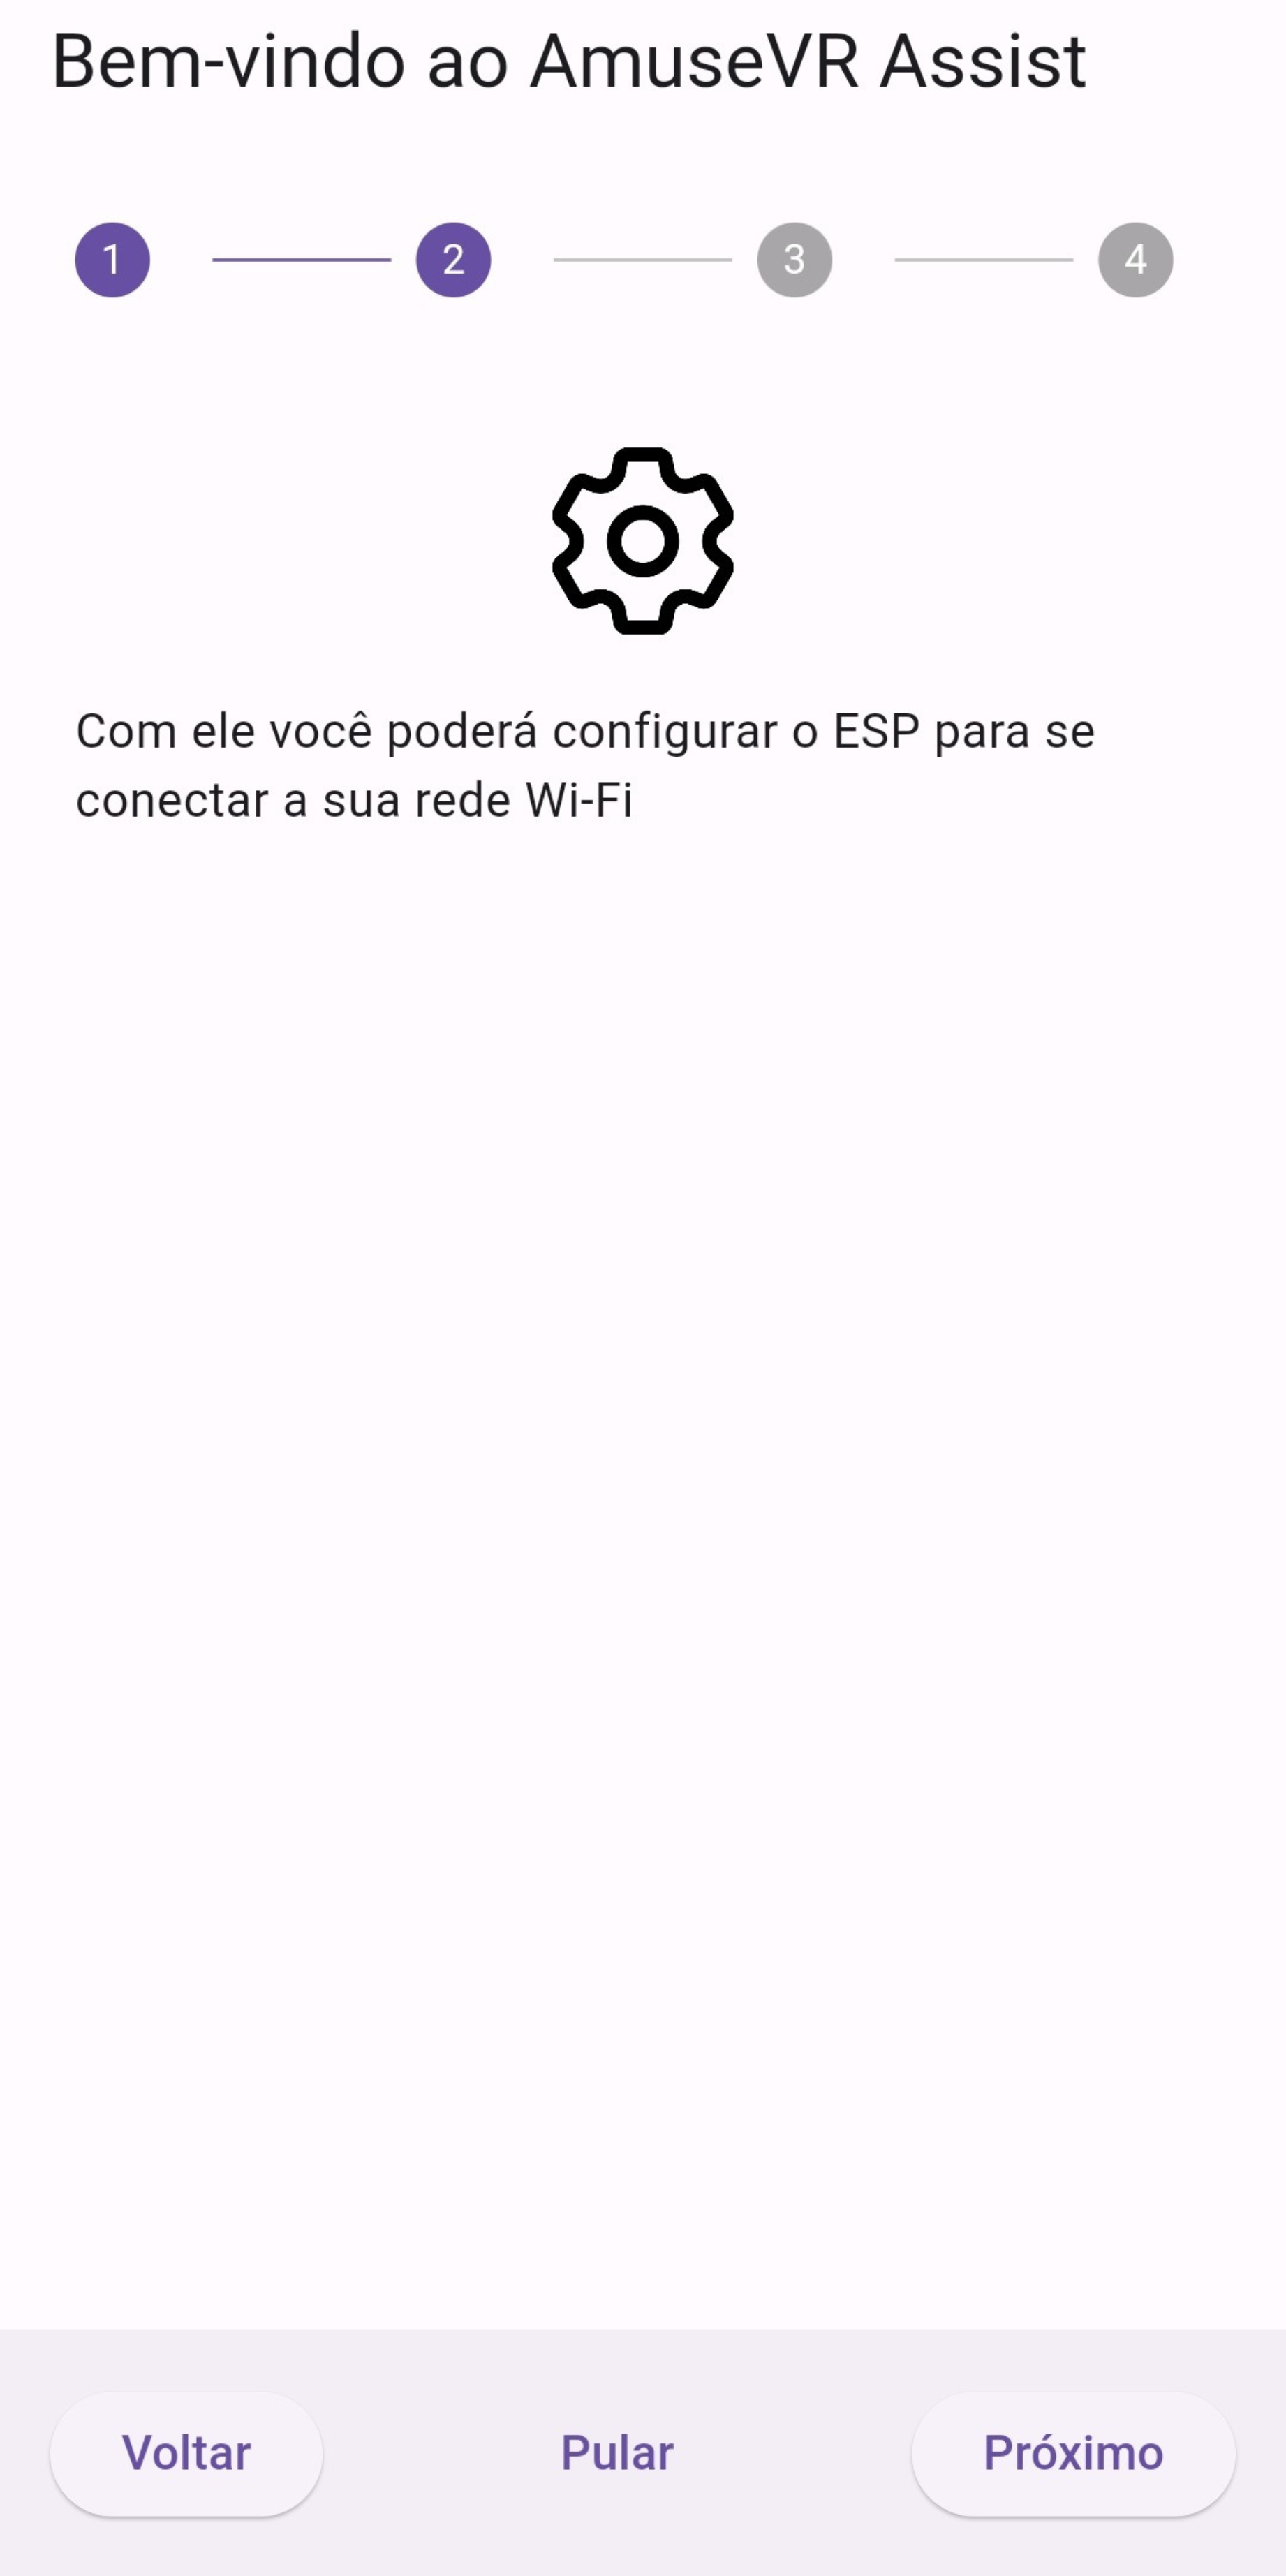 Bem-vindo ao AmuseVR Assist
1 2 3 4
Com ele você poderá configurar o ESP para se
conectar a sua rede Wi-Fi
Voltar Pular Próximo